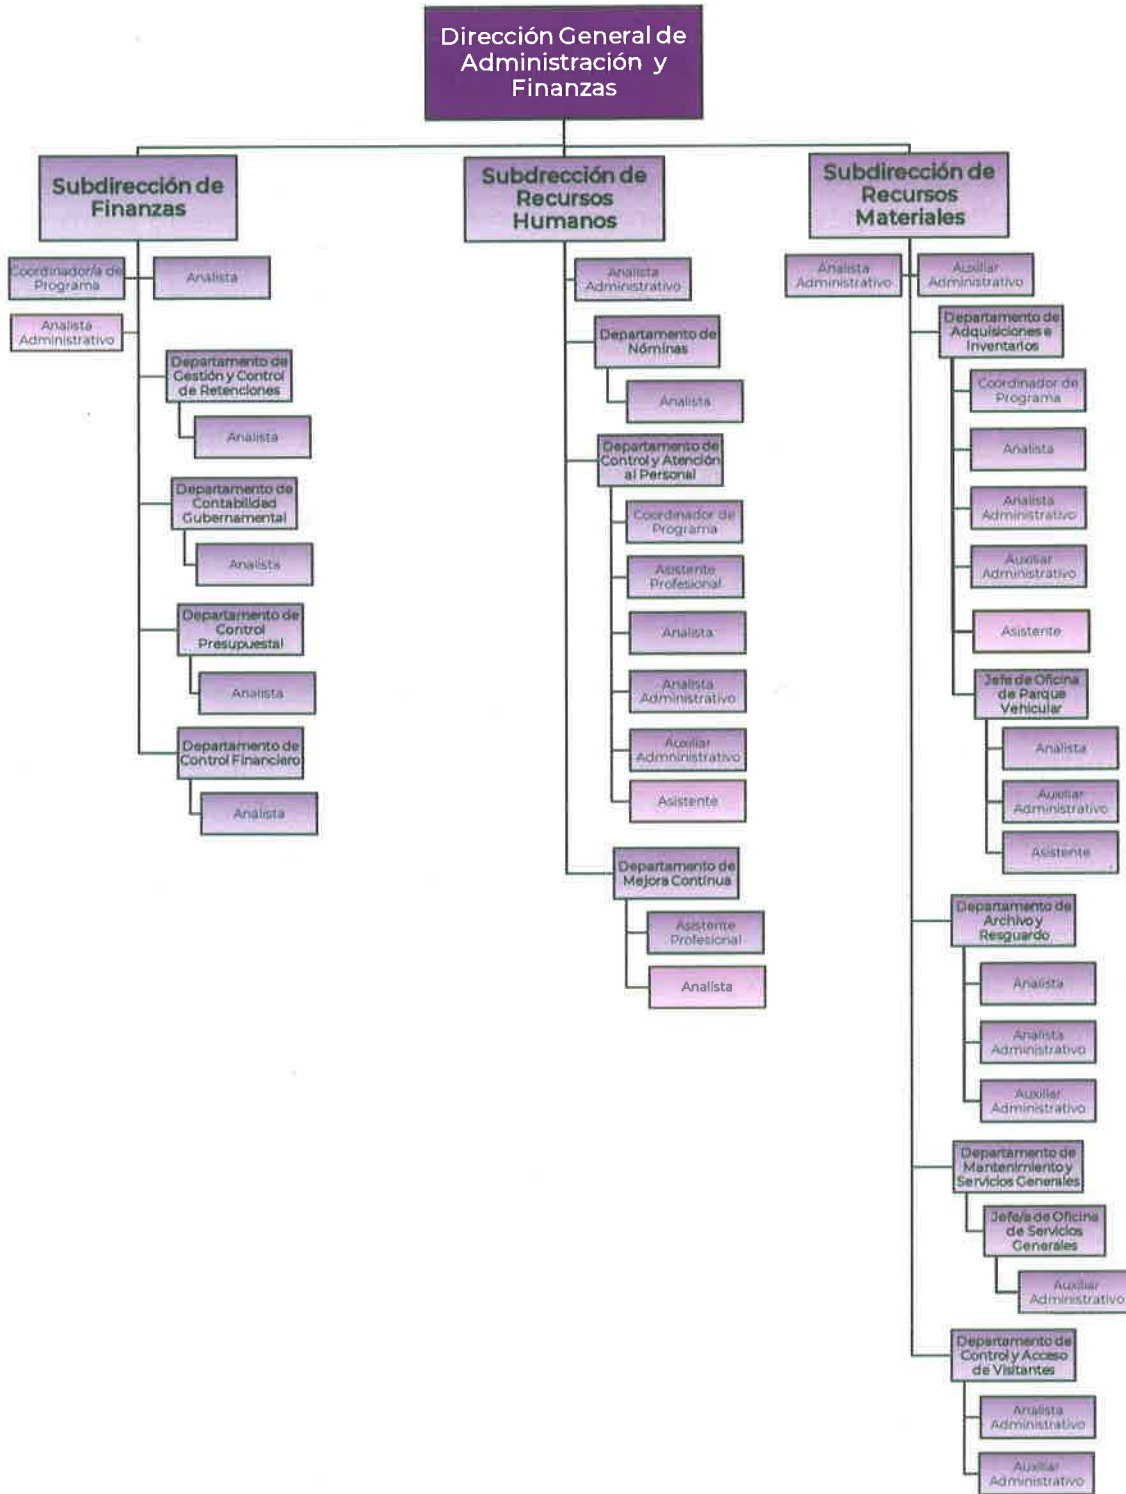 Dirección General de
Administración y
Finanzas
Subdirección de
Finanzas
Coordinador/a de
Programa
Analista
Analista
Administrativo
Departamento de
Gestión y Control
de Retenciones
Analista
Departamento de
Contabilidad
Gubernamental
Analista
Departamento de
Control
Presupuestal
Analista
Departamento de
Control Financiero
Analista
Subdrección de
Recursos
Humanos
Analista
Administrativo
Departamento de
Nóminas
Analista
Departamento de
Control y Atención
al Personal
Coordinador de
Programa
Asistente
Profesional
Analista
Analista
Administrativo
Auxiliar
Admninistrativo
Asistente
Departamento de
Mejora Continua
Asistente
Profesional
Analista
Subdirección de
Recursos
Materiales
Analista
Administrativo
Auxiliar
Administrativo
Departamento de
Adquisiciones e
Inventarios
Coordinador de
Programa
Analista
Analista
Administrativo
Auxiliar
Administrativo
Asistente
Jefe de Oficina
de Parque
Vehicular
Analista
Auxiliar
Administrativo
Asistente
Departamento de
Archivo y
Resguardo
Analista
Analista
Administrativo
Auxiliar
Administrativo
Departamento de
Mantenimiento y
Servicios Generales
Jefe/a de Oficina
de Servicios
Generales
Auxiliar
Administrativo
Departamento de
Control y Acceso
de Visitantes
Analista
Administrativo
Auxiliar
Administrativo